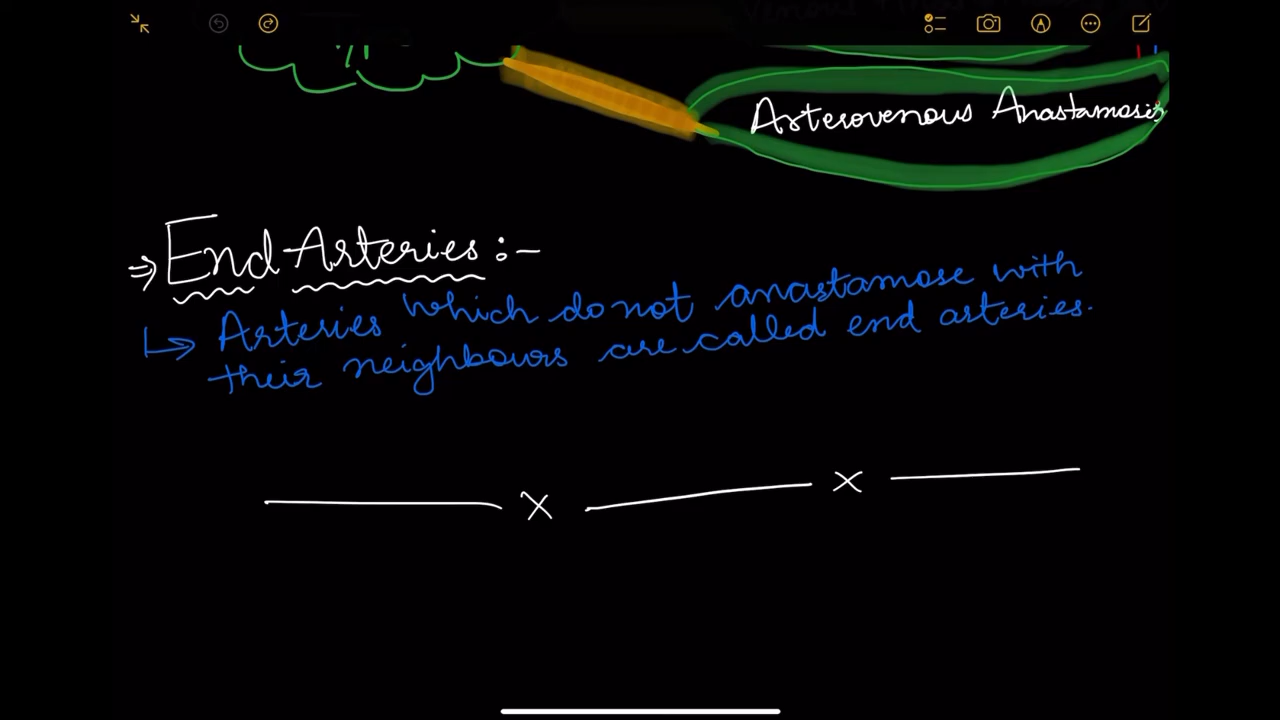 Arterovenous Anastamosis
⇒ End Arteries :-
↳ Arteries which do not anastamose with
their neighbours are called end arteries.
x x